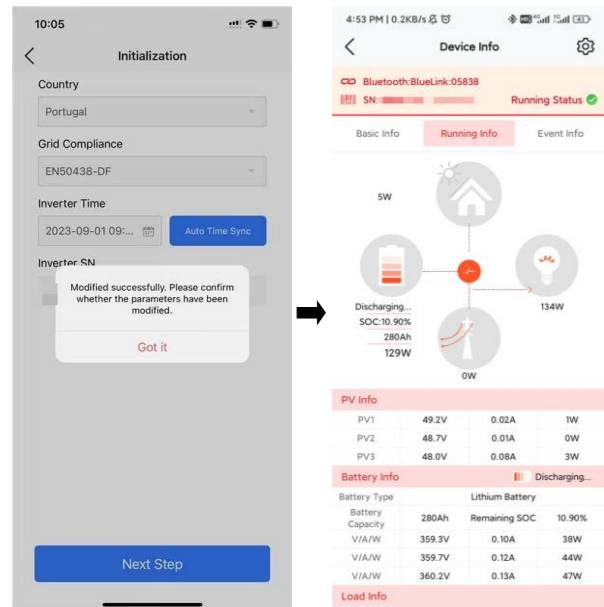 10:05
Initialization
Country
Portugal
Grid Compliance
EN50438-DF
Inverter Time
2023-09-01 09:...
Auto Time Sync
Inverter SN
Modified successfully. Please confirm
whether the parameters have been
modified.
Got it
Next Step
4:53 PM | 0.2KB/s
Device Info
Bluetooth:BlueLink:05838
SN:
Running Status
Basic Info Running Info Event Info
5W
Discharging...
SOC:10.90%
280Ah
129W
134W
0W
PV Info
PV1 49.2V 0.02A 1W
PV2 48.7V 0.01A 0W
PV3 48.0V 0.08A 3W
Battery Info Discharging...
Battery Type Lithium Battery
Battery
Capacity 280Ah Remaining SOC 10.90%
V/A/W 359.3V 0.10A 38W
V/A/W 359.7V 0.12A 44W
V/A/W 360.2V 0.13A 47W
Load Info